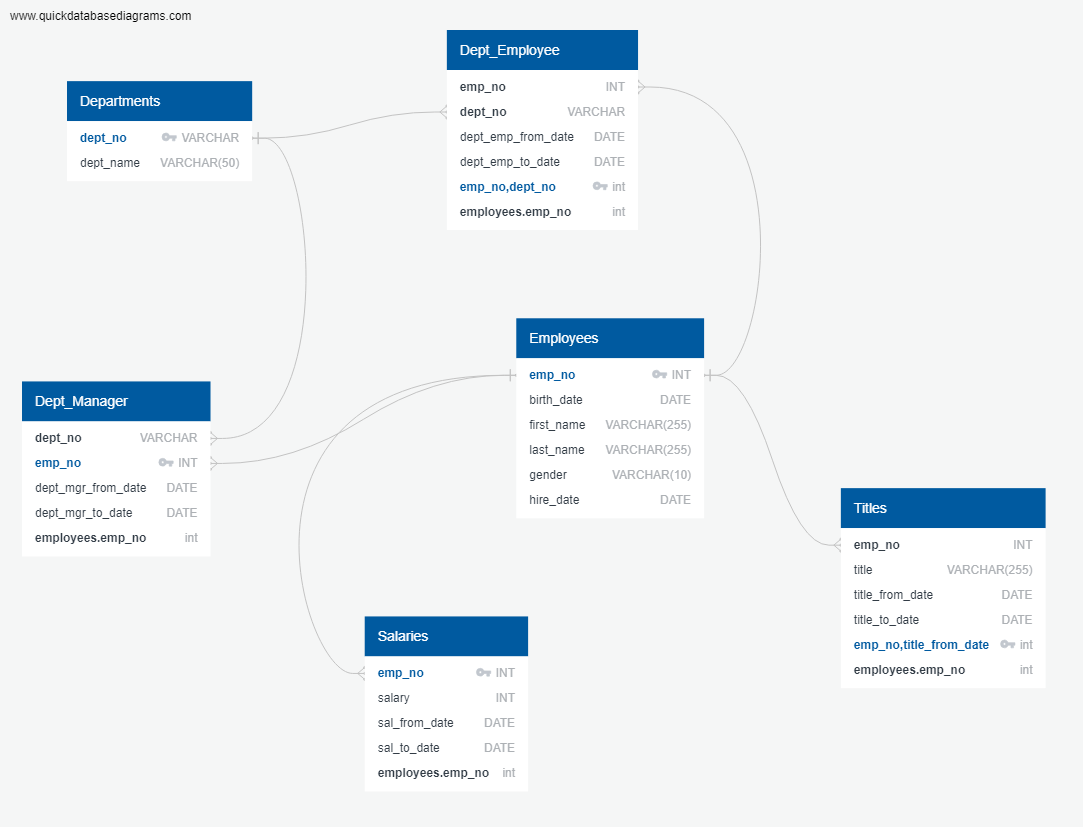 www.quickdatabasediagrams.com
Dept_Employee
emp_no INT
dept_no VARCHAR
dept_emp_from_date DATE
dept_emp_to_date DATE
emp_no,dept_no int
employees.emp_no int
Departments
dept_no VARCHAR
dept_name VARCHAR(50)
Employees
emp_no INT
birth_date DATE
first_name VARCHAR(255)
last_name VARCHAR(255)
gender VARCHAR(10)
hire_date DATE
Dept_Manager
dept_no VARCHAR
emp_no INT
dept_mgr_from_date DATE
dept_mgr_to_date DATE
employees.emp_no int
Titles
emp_no INT
title VARCHAR(255)
title_from_date DATE
title_to_date DATE
emp_no,title_from_date int
employees.emp_no int
Salaries
emp_no INT
salary INT
sal_from_date DATE
sal_to_date DATE
employees.emp_no int